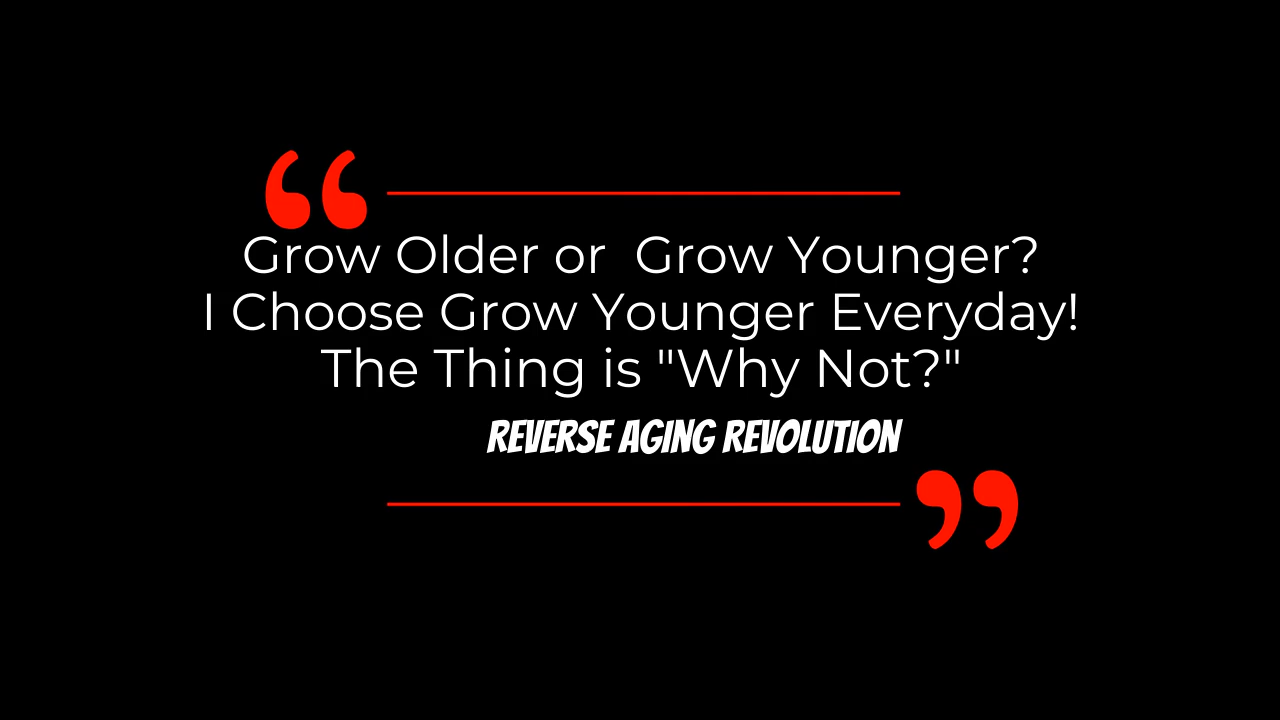 Grow Older or  Grow Younger?
I Choose Grow Younger Everyday!
The Thing is "Why Not?"
REVERSE AGING REVOLUTION